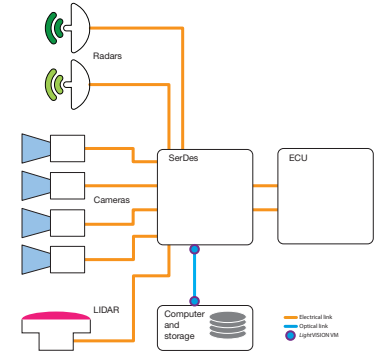 Radars
SerDes
ECU
Cameras
LIDAR
Computer
and
storage
Electrical link
Optical link
LightVISION VM